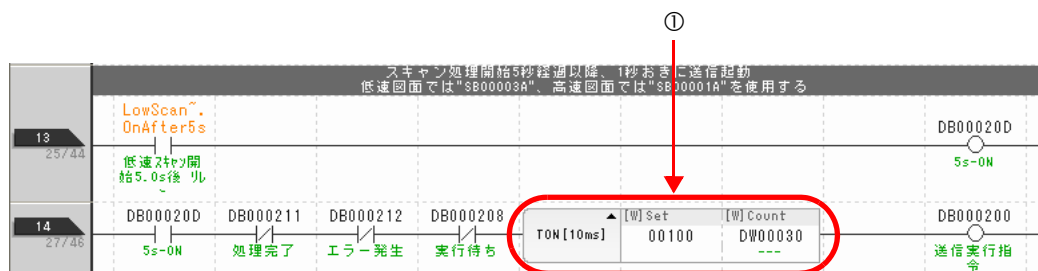 ①
スキャン処理開始5秒経過以降、1秒おきに送信起動
低速図面では"SB00003A"、高速図面では"SB00001A"を使用する
LowScan~.
OnAfter5s
DB00020D
13
25/44
低速スキャン開
始5.0s後 リレ
~
5s-ON
DB00020D DB000211 DB000212 DB000208 [W]Set [W]Count DB000200
14
27/46
TON[10ms] 00100 DW00030
5s-ON 処理完了 エラー発生 実行待ち --- 送信実行指
令